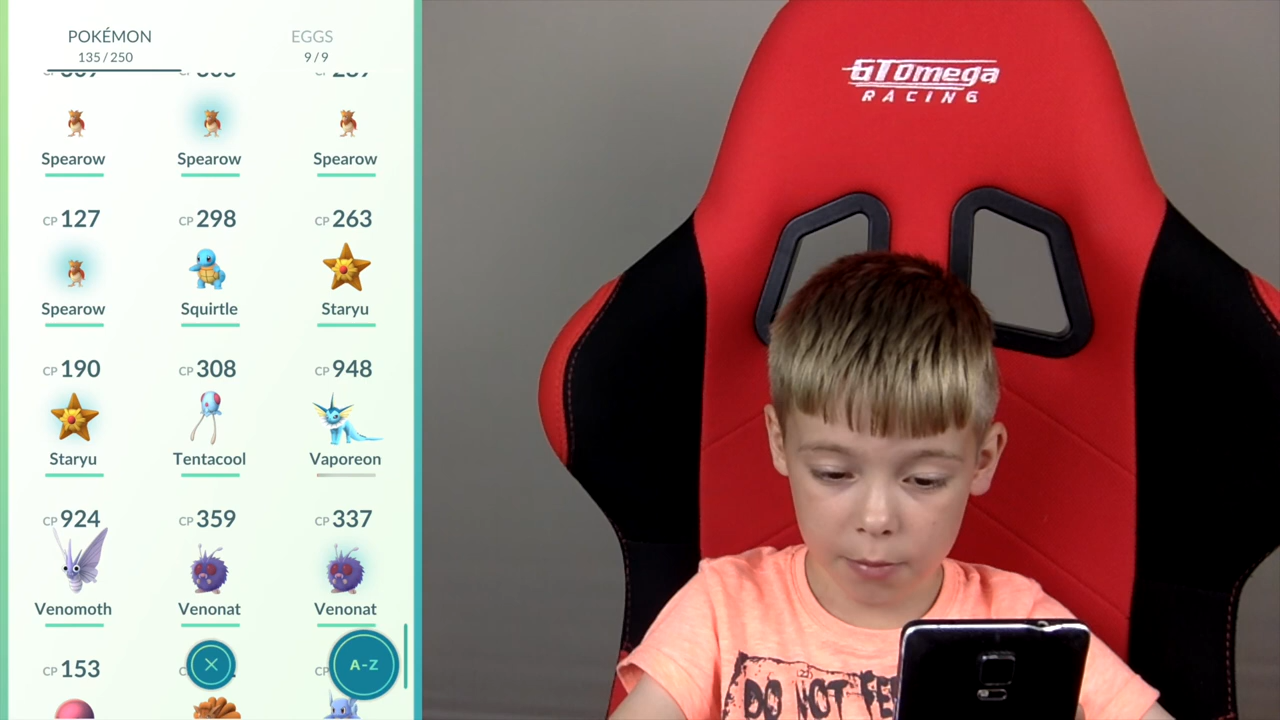 POKÉMON EGGS
135 / 250 9 / 9
Spearow Spearow Spearow
CP 127 CP 298 CP 263
Spearow Squirtle Staryu
CP 190 CP 308 CP 948
Staryu Tentacool Vaporeon
CP 924 CP 359 CP 337
Venomoth Venonat Venonat
CP 153
A-Z
GTOmega
RACING
DO NOT FE